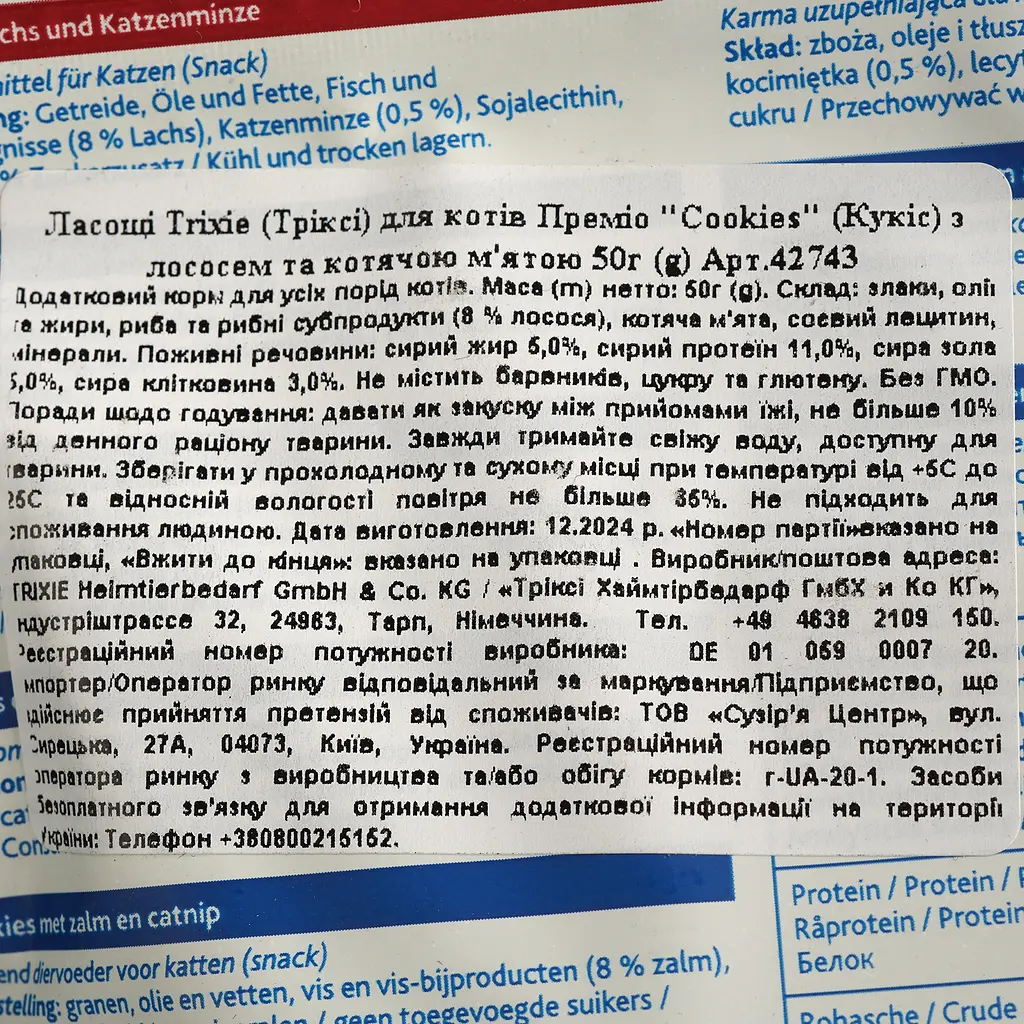 chs und Katzenminze
ittel für Katzen (Snack)
ng: Getreide, Öle und Fette, Fisch und
gnisse (8 % Lachs), Katzenminze (0,5 %), Sojalecithin,
/ Kühl und trocken lagern.
Karma uzupełniająca
Skład: zboża, oleje i tłusz
kocimiętka (0,5 %), lecy
cukru / Przechowywać w
Ласощі Trixie (Тріксі) для котів Преміо "Cookies" (Кукіс) з
лососем та котячою м'ятою 50г (g) Арт.42743
Додатковий корм для усіх порід котів. Маса (m) нетто: 50г (g). Склад: злаки, олії
та жири, риба та рибні субпродукти (8 % лосося), котяча м'ята, соєвий лецитин,
мінерали. Поживні речовини: сирий жир 5,0%, сирий протеїн 11,0%, сира зола
5,0%, сира клітковина 3,0%. Не містить барвників, цукру та глютену. Без ГМО.
Поради щодо годування: давати як закуску між прийомами їжі, не більше 10%
від денного раціону тварини. Завжди тримайте свіжу воду, доступну для
тварини. Зберігати у прохолодному та сухому місці при температурі від +5С до
25С та відносній вологості повітря не більше 85%. Не підходить для
споживання людиною. Дата виготовлення: 12.2024 р. «Номер партії»вказано на
упаковці, «Вжити до кінця»: вказано на упаковці . Виробник/поштова адреса:
TRIXIE Heimtierbedarf GmbH & Co. KG / «Тріксі Хаймтірбедарф ГмбХ и Ко КГ»,
ндустріштрассе 32, 24963, Тарп, Німеччина. Тел. +49 4638 2109 150.
Реєстраційний номер потужності виробника: DE 01 059 0007 20.
мпортер/Оператор ринку відповідальний за маркування/Підприємство, що
здійснює прийняття претензій від споживачів: ТОВ «Сузір'я Центр», вул.
Сирецька, 27А, 04073, Київ, Україна. Реєстраційний номер потужності
оператора ринку з виробництва та/або обігу кормів: r-UA-20-1. Засоби
безоплатного зв'язку для отримання додаткової інформації на території
України: Телефон +380800215152.
kies met zalm en catnip
end diervoeder voor katten (snack)
stelling: granen, olie en vetten, vis en vis-bijproducten (8 % zalm),
/ geen toegevoegde suikers /
Protein / Protein /
Råprotein / Protein
Белок
Rohasche / Crude